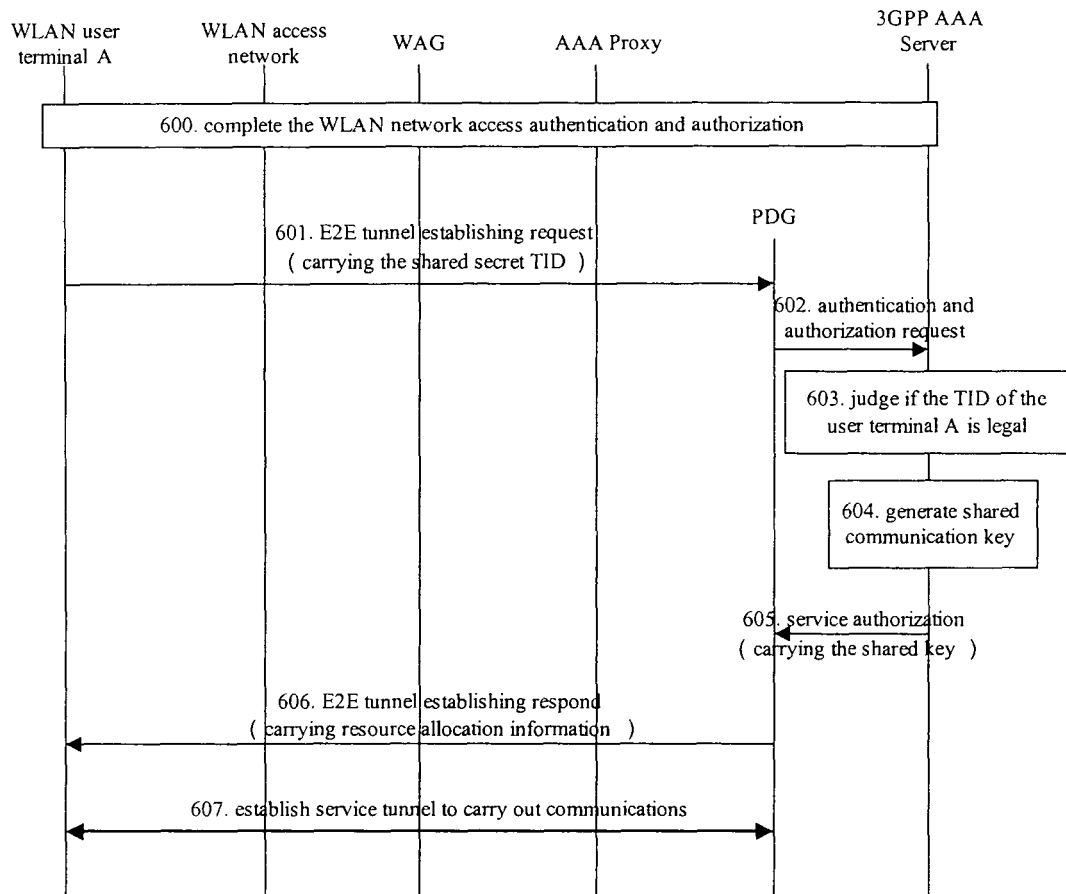 WLAN user
terminal A
WLAN access
network
WAG
AAA Proxy
3GPP AAA
Server
600. complete the WLAN network access authentication and authorization
PDG
601. E2E tunnel establishing request
( carrying the shared secret TID )
602. authentication and
authorization request
603. judge if the TID of the
user terminal A is legal
604. generate shared
communication key
605. service authorization
( carrying the shared key )
606. E2E tunnel establishing respond
( carrying resource allocation information )
607. establish service tunnel to carry out communications